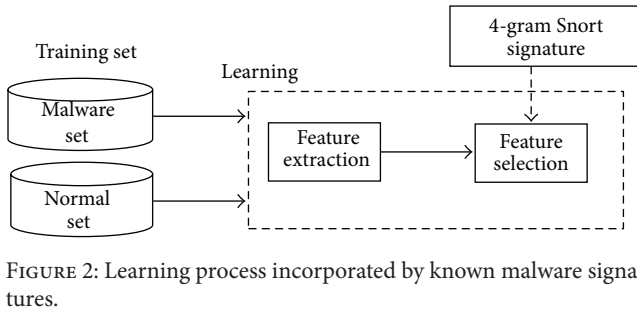 Training set
Malware
set
Normal
set
Learning
Feature
extraction
4-gram Snort
signature
Feature
selection
FIGURE 2: Learning process incorporated by known malware signa
tures.